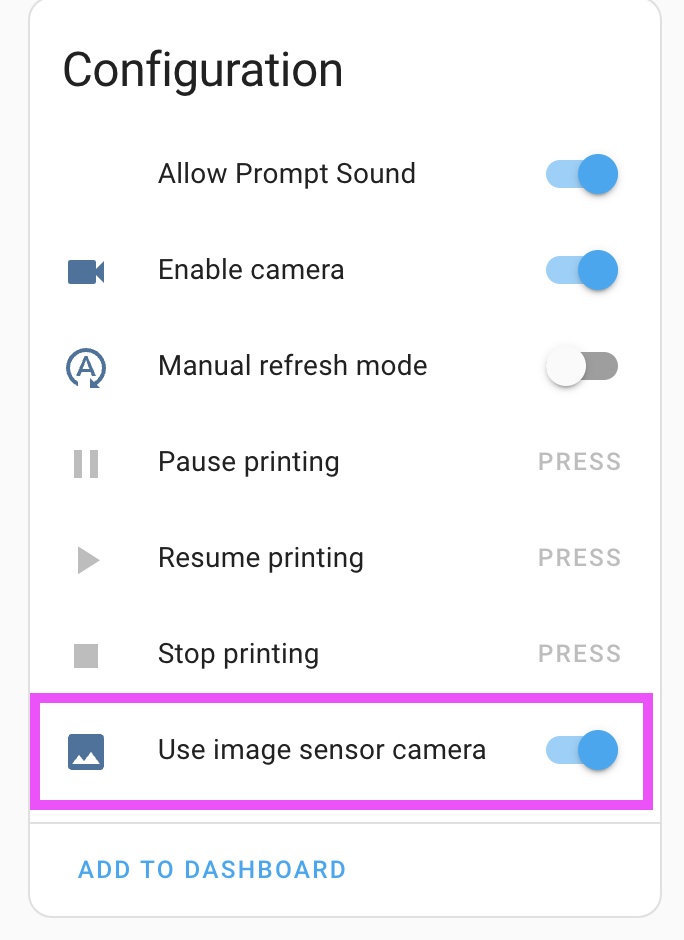 Configuration
Allow Prompt Sound
Enable camera
A Manual refresh mode
Pause printing PRESS
Resume printing PRESS
Stop printing PRESS
Use image sensor camera
ADD TO DASHBOARD